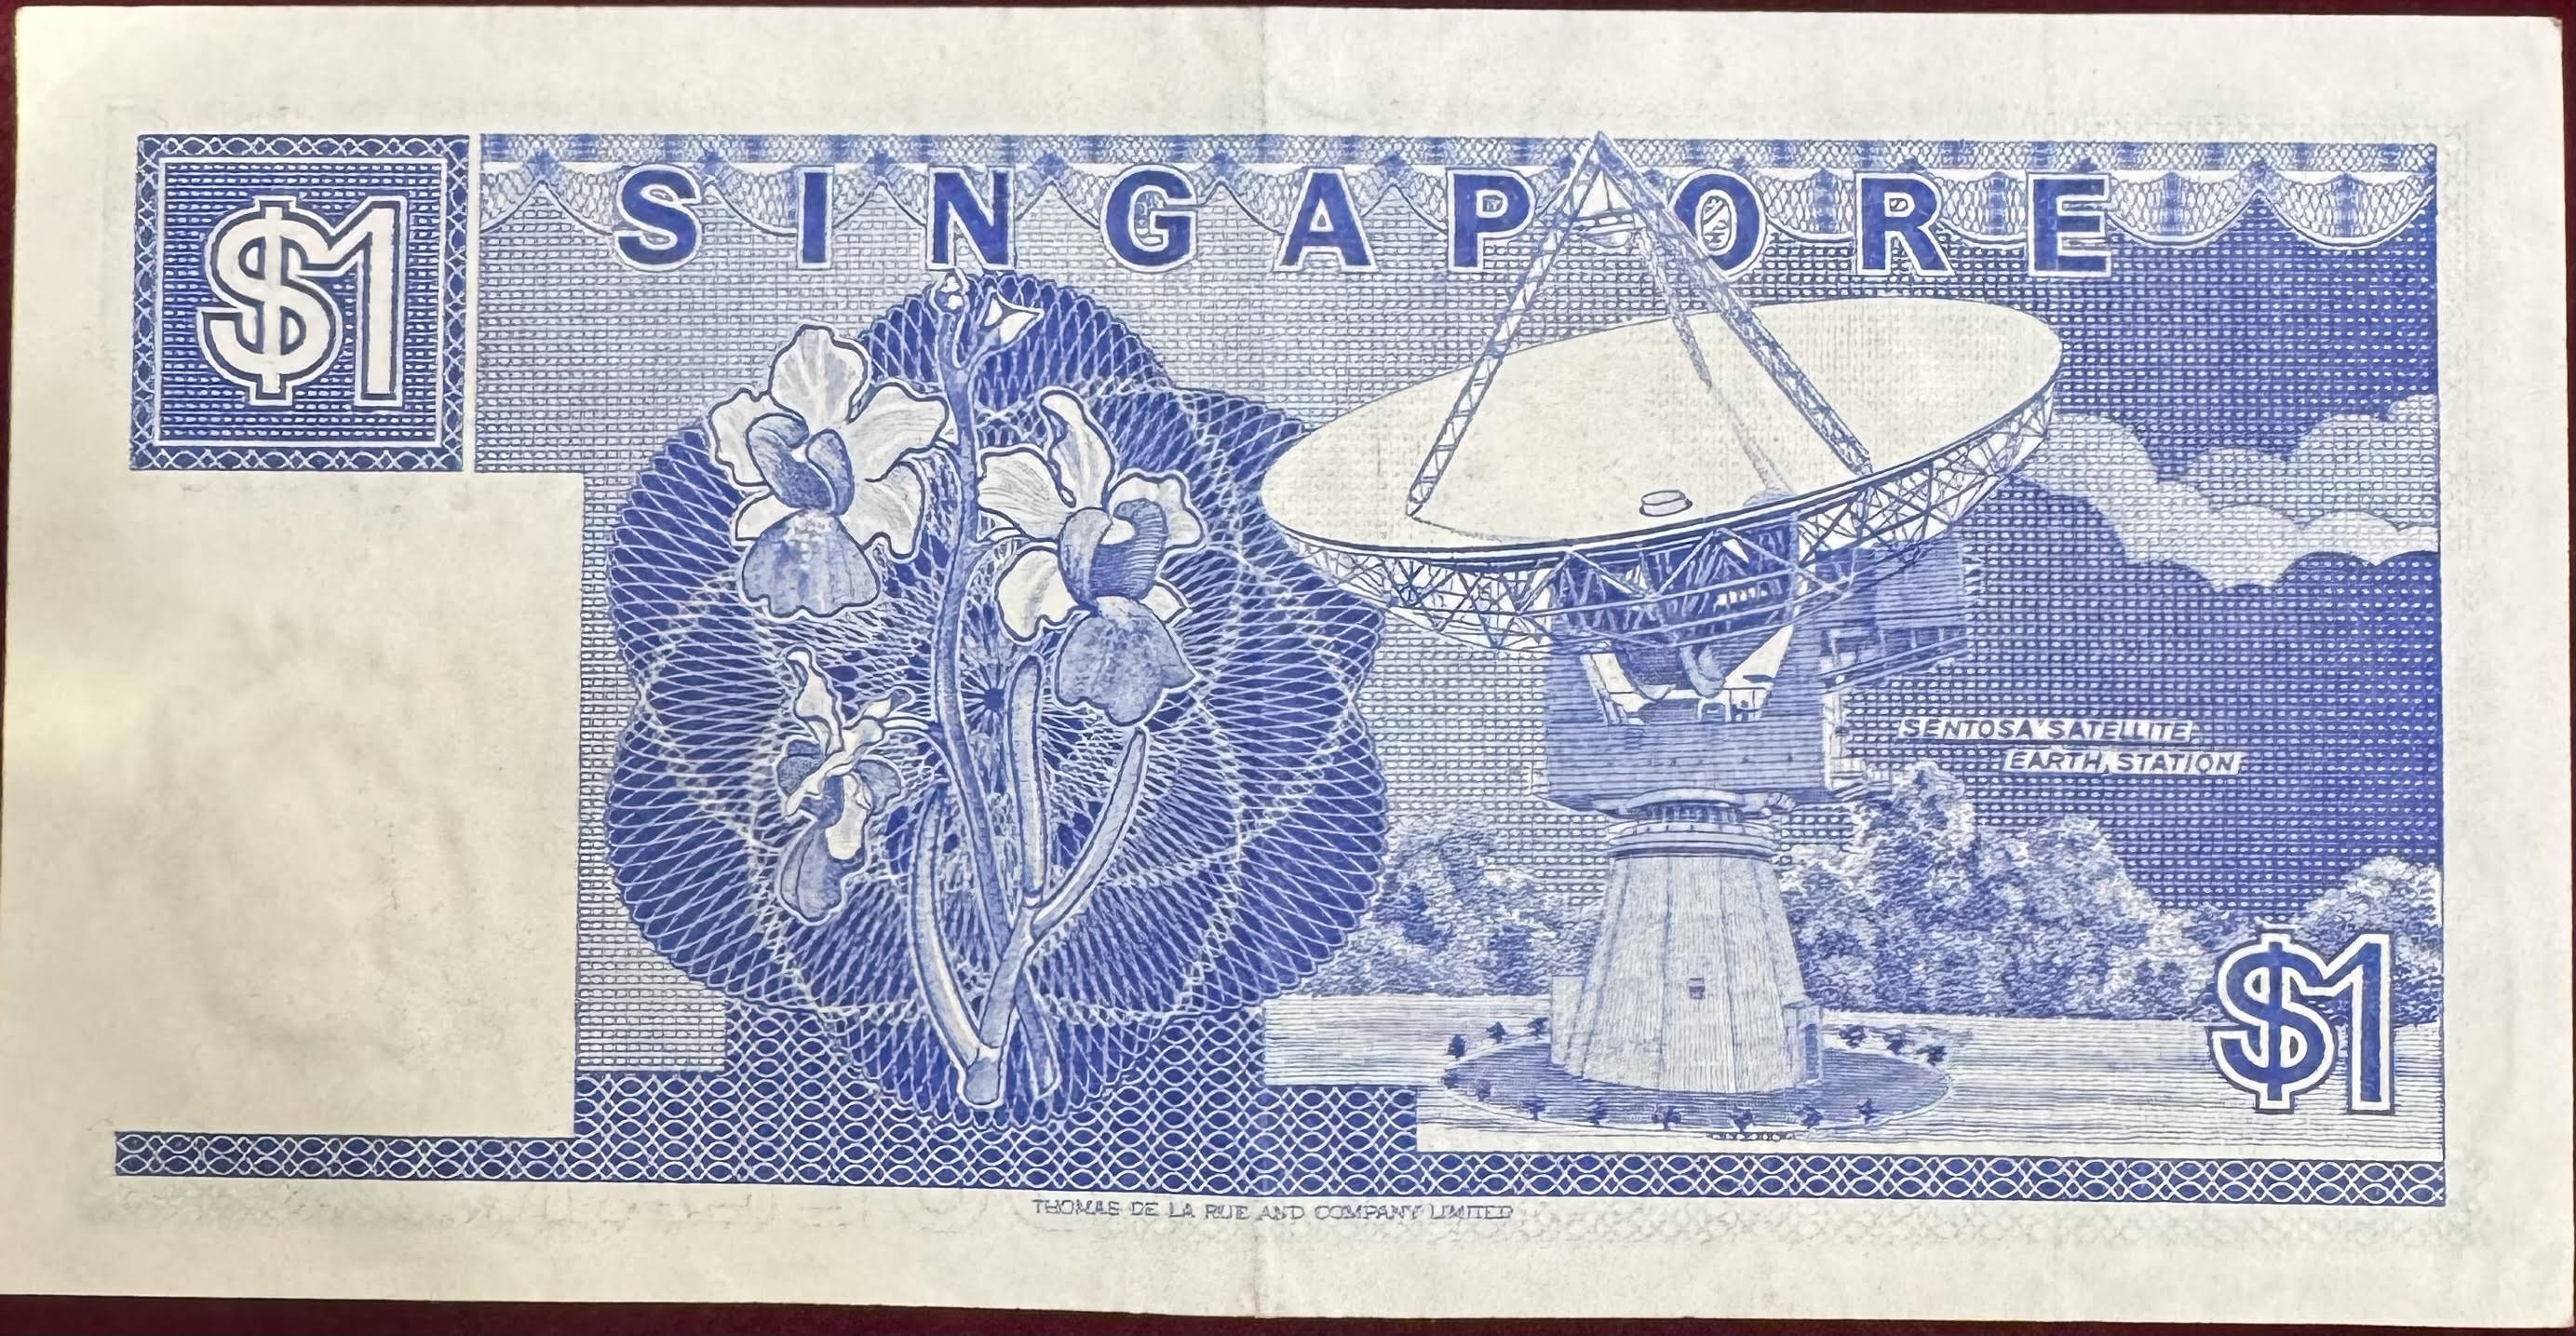 $1
SINGAPORE
SENTOSA SATELLITE
EARTH STATION
$1
THOMAS DE LA RUE AND COMPANY LIMITED